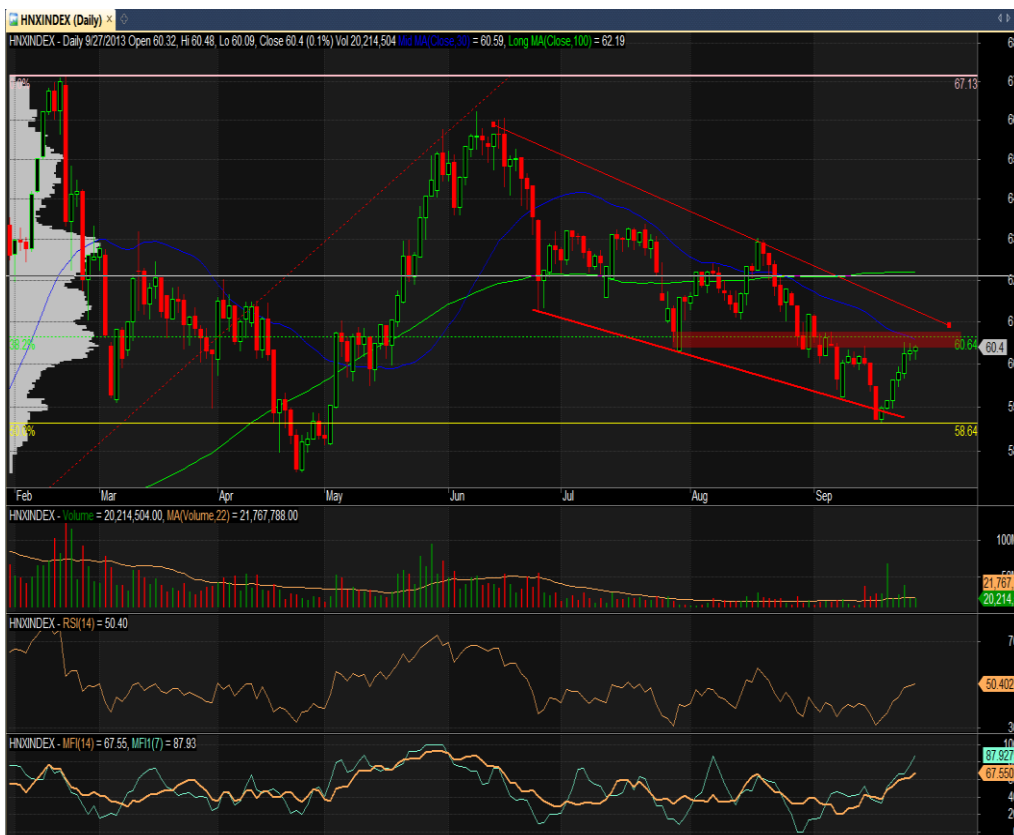 HNXINDEX (Daily)
HNXINDEX - Daily 9/27/2013 Open 60.32, Hi 60.48, Lo 60.09, Close 60.4 (0.1%) Vol 20,214,504 Mid MA(Close,30) = 60.59, Long MA(Close,100) = 62.19
67.13
38.2%
60.64
60.4
58.64
Feb Mar Apr May Jun Jul Aug Sep
HNXINDEX - Volume = 20,214,504.00, MA(Volume,22) = 21,767,788.00
100M
21,767,
20,214,
HNXINDEX - RSI(14) = 50.40
50.402
HNXINDEX - MFI(14) = 67.55, MFI1(7) = 87.93
87.927
67.550